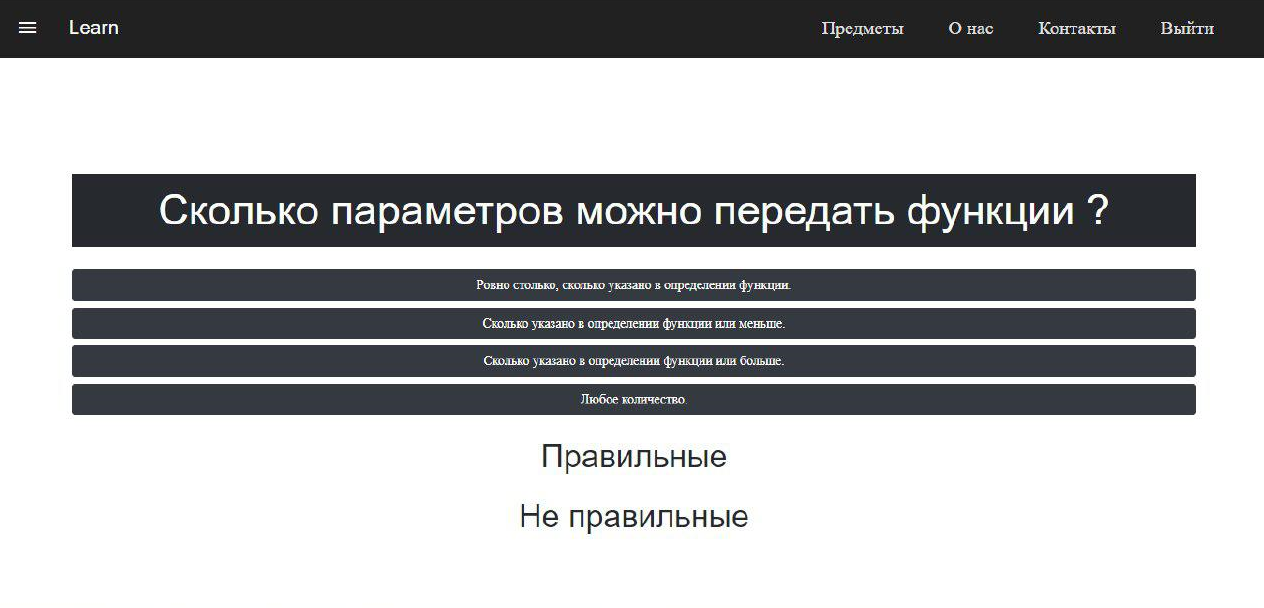 Learn
Предметы
О нас
Контакты
Выйти
Сколько параметров можно передать функции ?
Ровно столько, сколько указано в определении функции.
Сколько указано в определении функции или меньше.
Сколько указано в определении функции или больше.
Любое количество.
Правильные
Не правильные